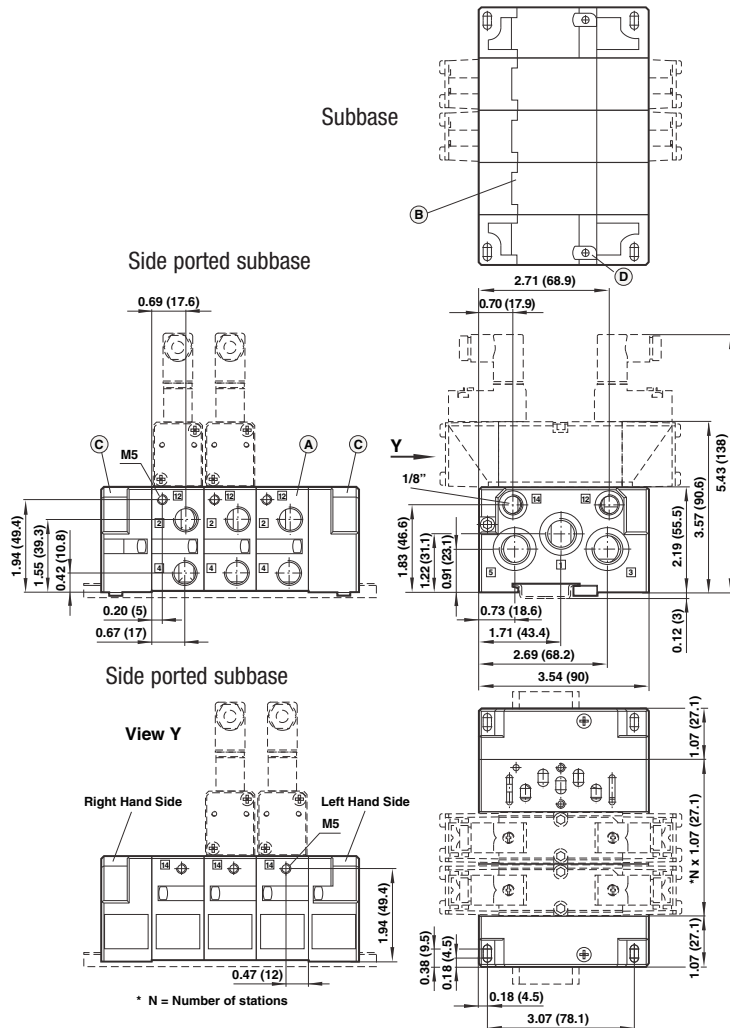 Subbase
B
D
Side ported subbase
2.71 (68.9)
0.70 (17.9)
0.69 (17.6)
C
A
C
M5
12
12
12
2
2
2
4
4
4
1.94 (49.4)
1.55 (39.3)
0.42 (10.8)
0.20 (5)
0.67 (17)
Y
1/8”
14
12
5
1
3
1.83 (46.6)
1.22 (31.1)
0.91 (23.1)
5.43 (138)
3.57 (90.6)
2.19 (55.5)
0.12 (3)
0.73 (18.6)
1.71 (43.4)
2.69 (68.2)
3.54 (90)
Side ported subbase
View Y
Right Hand Side
Left Hand Side
M5
14
14
14
1.94 (49.4)
0.47 (12)
* N = Number of stations
1.07 (27.1)
*N x 1.07 (27.1)
1.07 (27.1)
0.38 (9.5)
0.18 (4.5)
0.18 (4.5)
3.07 (78.1)